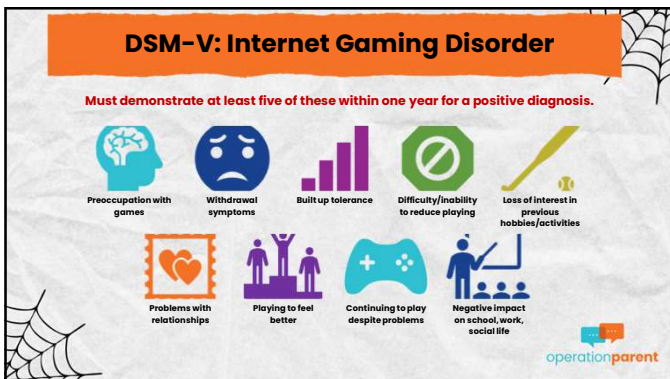 DSM-V: Internet Gaming Disorder
Must demonstrate at least five of these within one year for a positive diagnosis.
Preoccupation with
games
Withdrawal
symptoms
Built up tolerance
Difficulty/inability
to reduce playing
Loss of interest in
previous
hobbies/activities
Problems with
relationships
Playing to feel
better
Continuing to play
despite problems
Negative impact
on school, work,
social life
operationparent